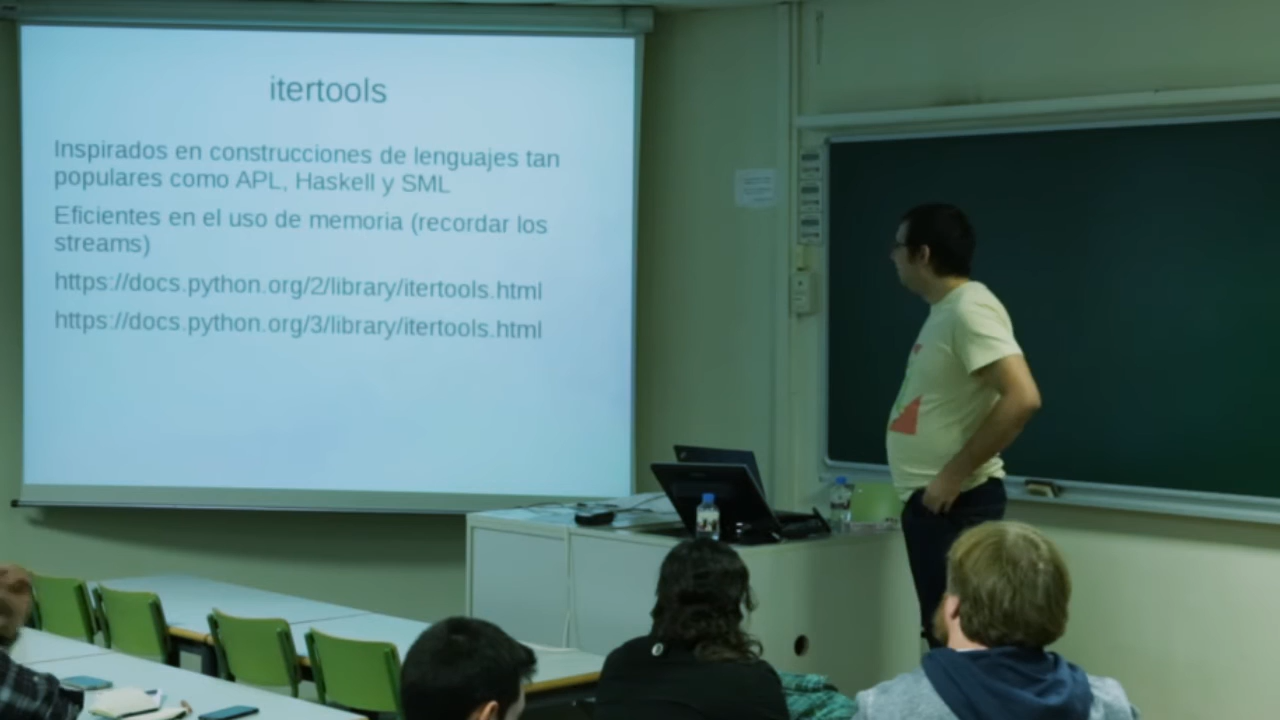 itertools
Inspirados en construcciones de lenguajes tan
populares como APL, Haskell y SML
Eficientes en el uso de memoria (recordar los
streams)
https://docs.python.org/2/library/itertools.html
https://docs.python.org/3/library/itertools.html